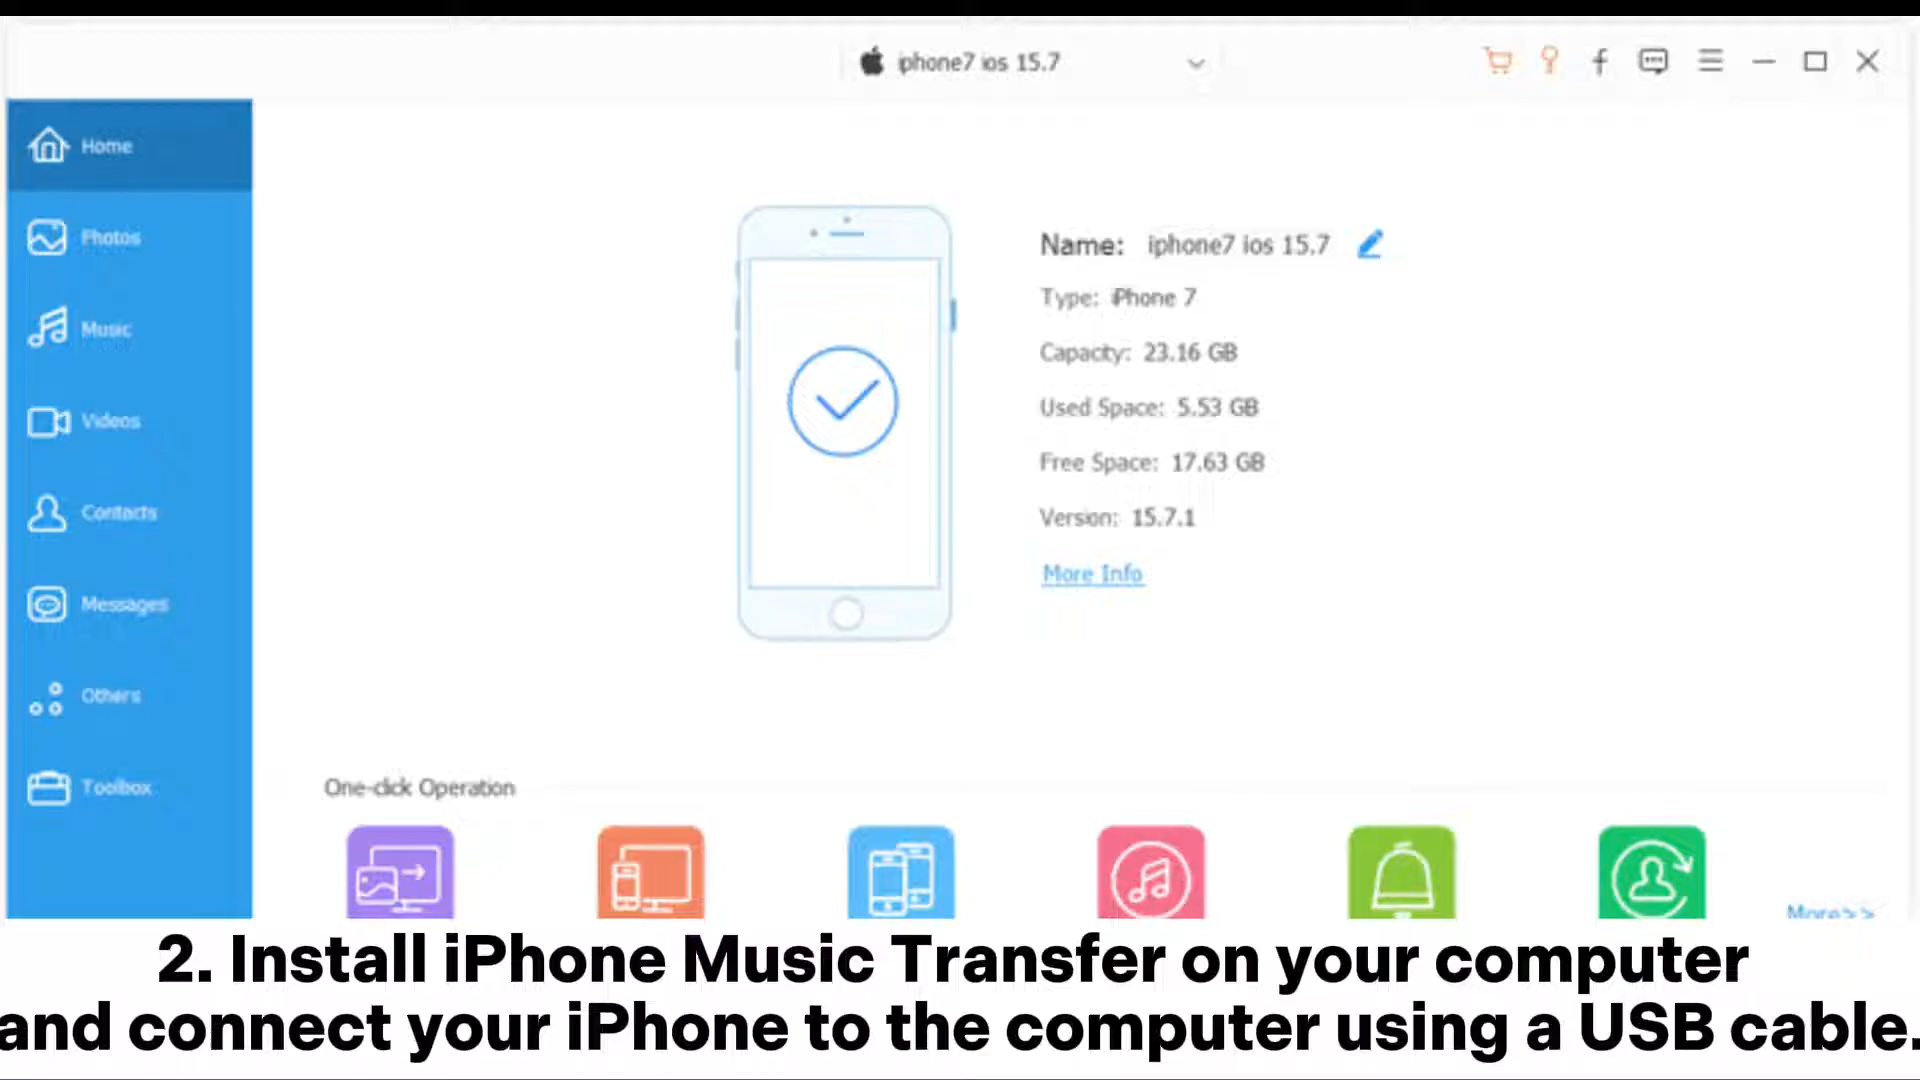 iphone7 ios 15.7
Home
Photos
Music
Videos
Contacts
Messages
Others
Toolbox
Name: iphone7 ios 15.7
Type: iPhone 7
Capacity: 23.16 GB
Used Space: 5.53 GB
Free Space: 17.63 GB
Version: 15.7.1
More Info
One-click Operation
More>>
2. Install iPhone Music Transfer on your computer
and connect your iPhone to the computer using a USB cable.